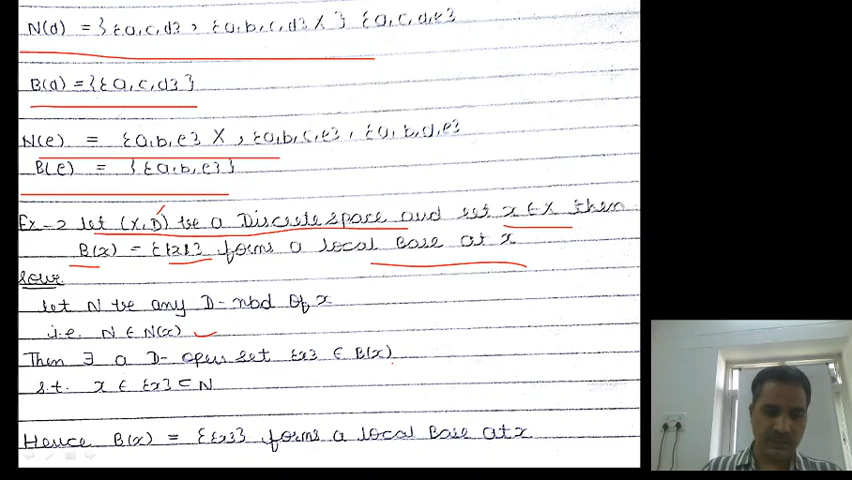 N(d) = {{a,c,d}, {a,b,c,d} X} {a,c,d,e}
B(d) = {{a,c,d}}
N(e) = {a,b,e} X, {a,b,c,e}, {a,b,d,e}
B(e) = {{a,b,e}}
Ex-2 let (X,D) be a Discrete space and let x ∈ X then
B(x) = {{x}} forms a local Base at x
Soln.
let N be any D-nbd of x
i.e. N ∈ N(x)
Then ∃ a D-open set {x} ∈ B(x)
s.t. x ∈ {x} ⊂ N
Hence B(x) = {{x}} forms a local Base at x